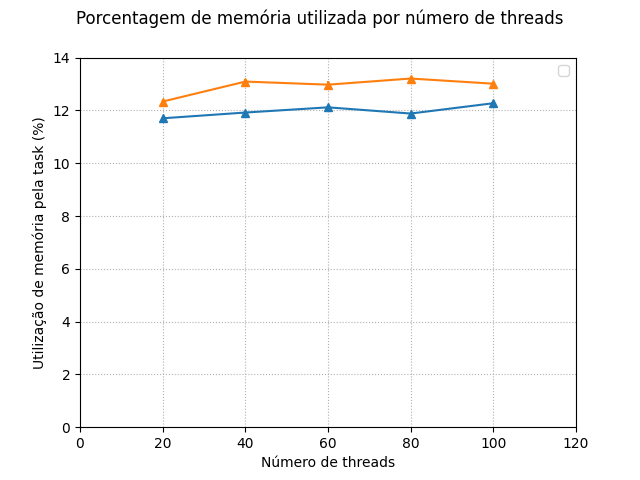 Porcentagem de memória utilizada por número de threads
Utilização de memória pela task (%)
14
12
10
8
6
4
2
0
0 20 40 60 80 100 120
Número de threads